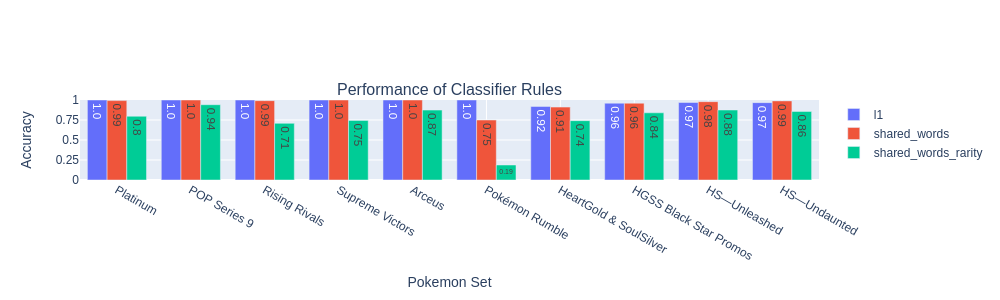 Performance of Classifier Rules
Accuracy
1
0.75
0.5
0.25
0
1.0
0.99
0.8
1.0
1.0
0.94
1.0
0.99
0.71
1.0
1.0
0.75
1.0
1.0
0.87
1.0
0.75
0.19
0.92
0.91
0.74
0.96
0.96
0.84
0.97
0.98
0.88
0.97
0.99
0.86
Platinum
POP Series 9
Rising Rivals
Supreme Victors
Arceus
Pokémon Rumble
HeartGold & SoulSilver
HGSS Black Star Promos
HS—Unleashed
HS—Undaunted
Pokemon Set
l1
shared_words
shared_words_rarity